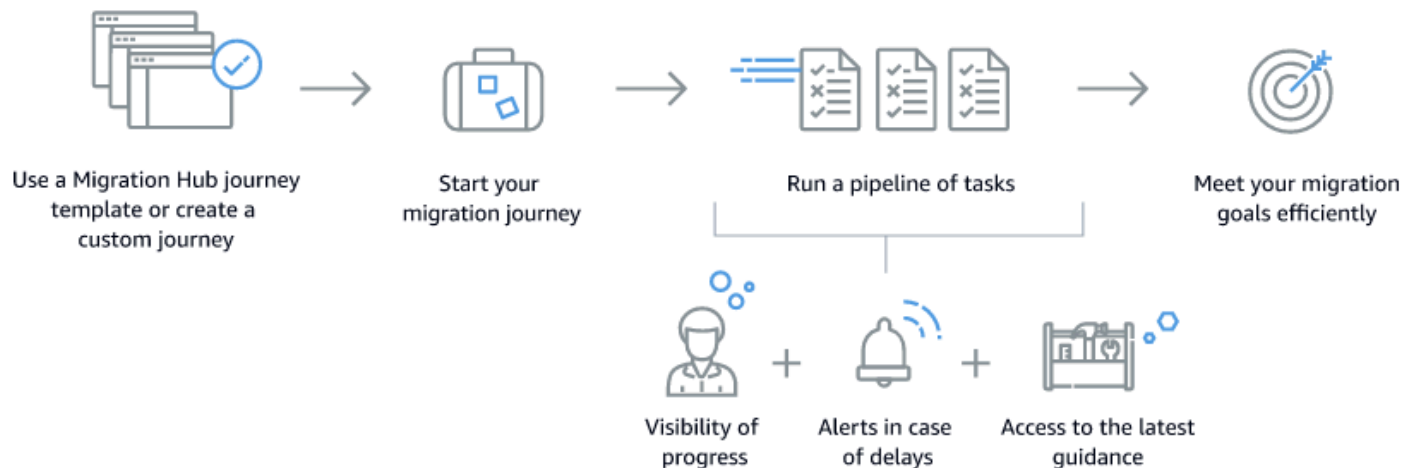 Use a Migration Hub journey
template or create a
custom journey
Start your
migration journey
Run a pipeline of tasks
Meet your migration
goals efficiently
Visibility of
progress
Alerts in case
of delays
Access to the latest
guidance